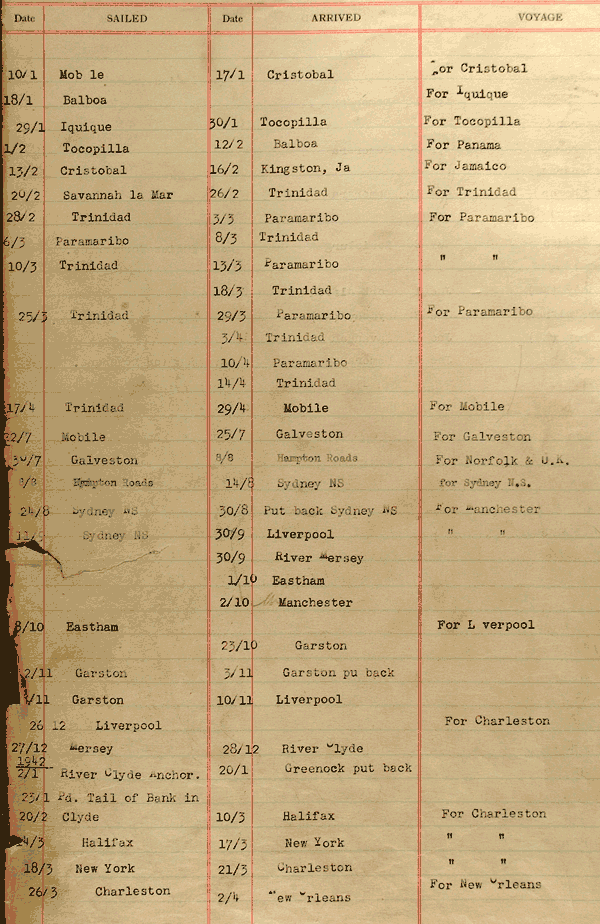 Date SAILED Date ARRIVED VOYAGE
10/1 Mob le 17/1 Cristobal or Cristobal
18/1 Balboa For Iquique
29/1 Iquique 30/1 Tocopilla For Tocopilla
1/2 Tocopilla 12/2 Balboa For Panama
13/2 Cristobal 16/2 Kingston, Ja For Jamaico
20/2 Savannah la Mar 26/2 Trinidad For Trinidad
28/2 Trinidad 3/3 Paramaribo For Paramaribo
6/3 Paramaribo 8/3 Trinidad
10/3 Trinidad 13/3 Paramaribo " "
18/3 Trinidad
25/3 Trinidad 29/3 Paramaribo For Paramaribo
3/4 Trinidad
10/4 Paramaribo
14/4 Trinidad
17/4 Trinidad 29/4 Mobile For Mobile
22/7 Mobile 25/7 Galveston For Galveston
30/7 Galveston 8/8 Hampton Roads For Norfolk & U.K.
8/8 Hampton Roads 14/8 Sydney NS for Sydney N.S.
24/8 Sydney NS 30/8 Put back Sydney NS For Manchester
11/9 Sydney NS 30/9 Liverpool " "
30/9 River Mersey
1/10 Eastham
2/10 Manchester
8/10 Eastham For L verpool
23/10 Garston
2/11 Garston 3/11 Garston pu back
/11 Garston 10/11 Liverpool
26 12 Liverpool For Charleston
27/12 Mersey 28/12 River Clyde
1942
2/1 River Clyde Anchor. 20/1 Greenock put back
23/1 Pd. Tail of Bank in
20/2 Clyde 10/3 Halifax For Charleston
14/3 Halifax 17/3 New York " "
18/3 New York 21/3 Charleston " "
26/3 Charleston 2/4 New Orleans For New Orleans